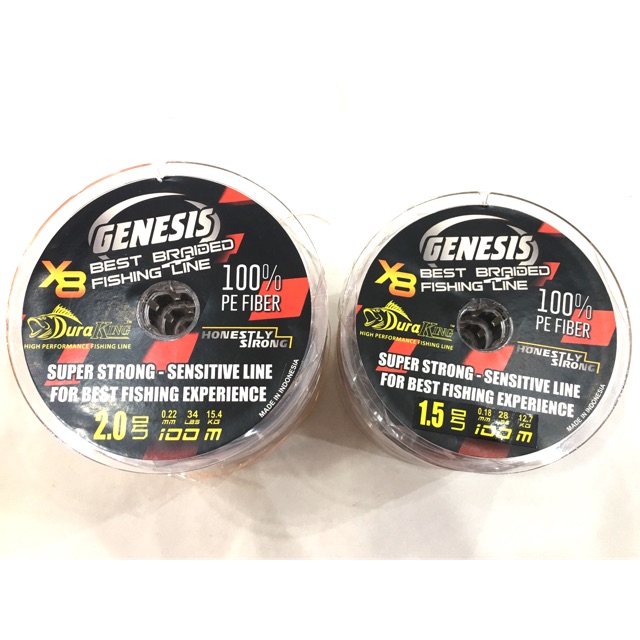 GENESIS
X8 BEST BRAIDED
FISHING LINE
100%
PE FIBER
DuraKing
HIGH PERFORMANCE FISHING LINE
HONESTLY
STRONG
SUPER STRONG - SENSITIVE LINE
FOR BEST FISHING EXPERIENCE
MADE IN INDONESIA
2.0
0.22 MM
34 LBS
15.4 KG
100 m
GENESIS
X8 BEST BRAIDED
FISHING LINE
100%
PE FIBER
DuraKing
HIGH PERFORMANCE FISHING LINE
HONESTLY
STRONG
SUPER STRONG - SENSITIVE LINE
FOR BEST FISHING EXPERIENCE
MADE IN INDONESIA
1.5
0.18 MM
28
12.7 KG
100 m